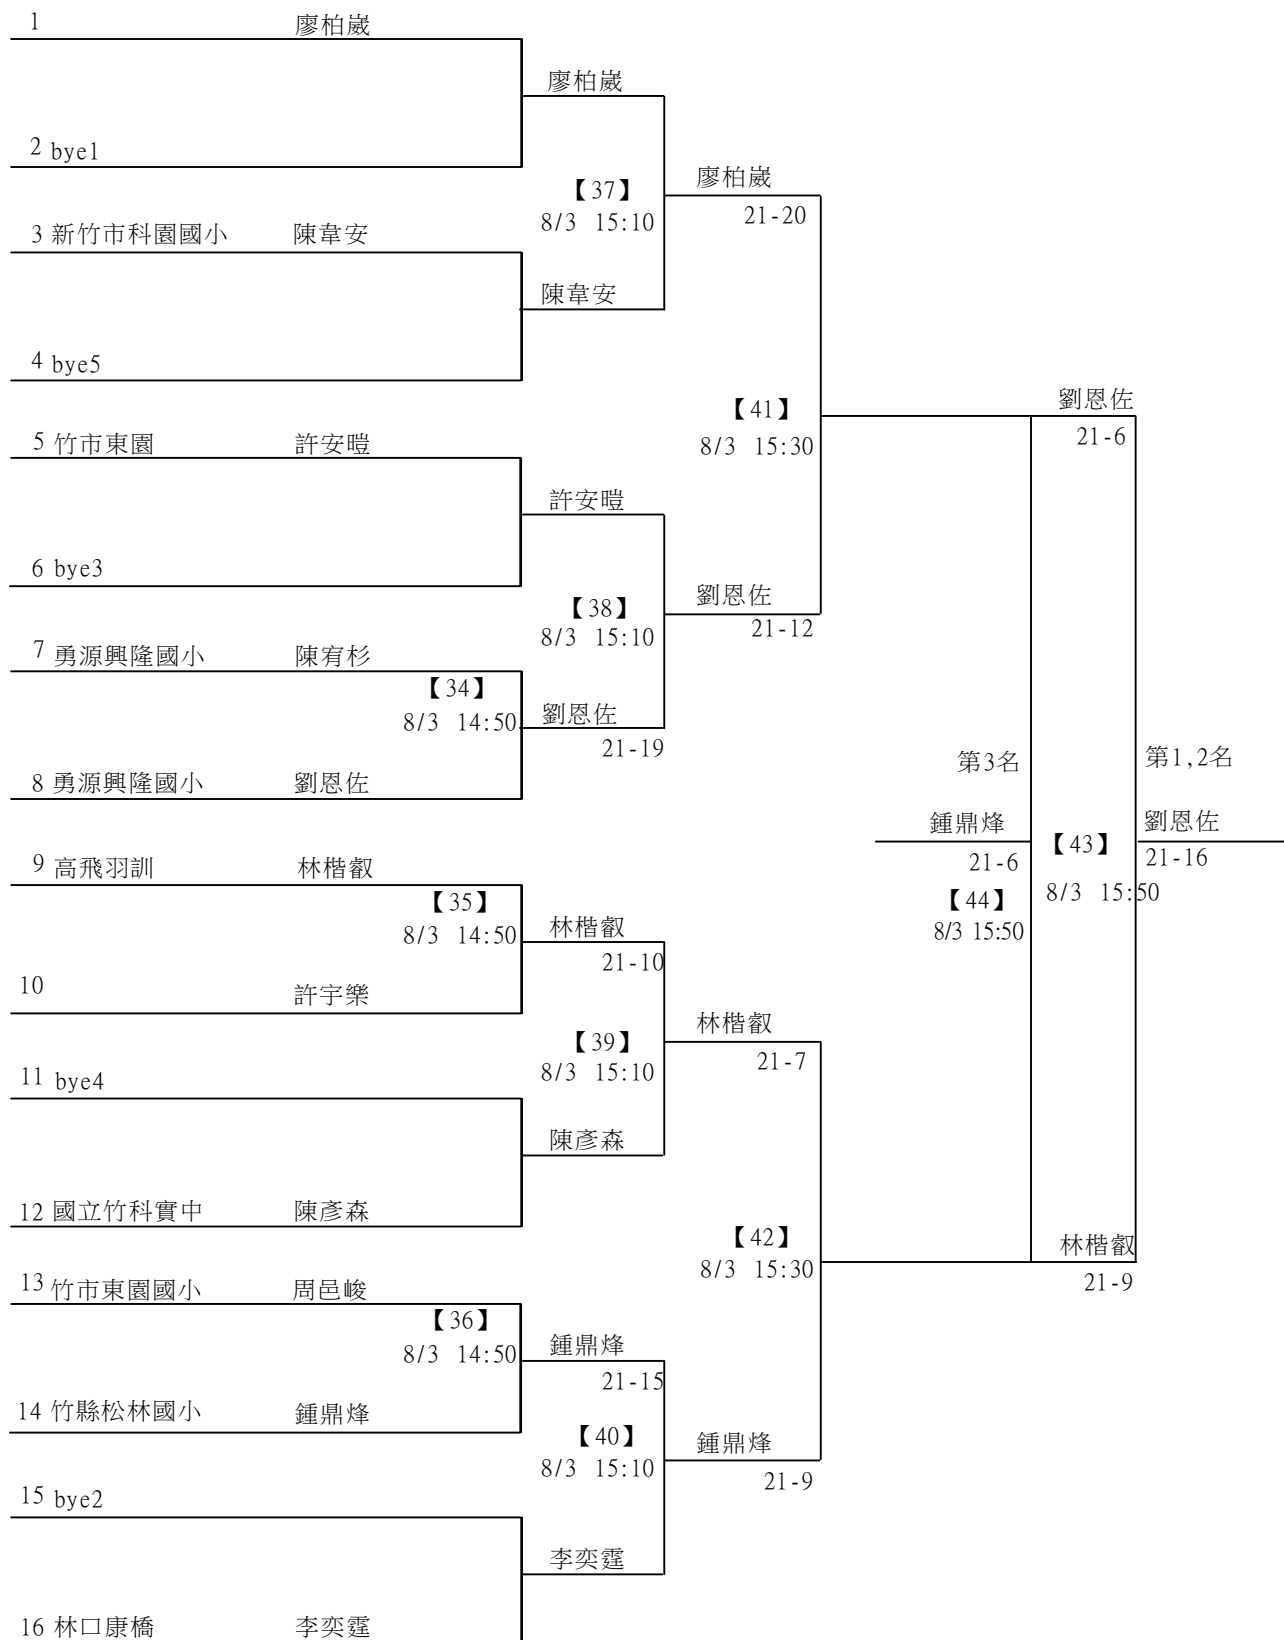 1 廖柏崴
廖柏崴
2 bye1
【37】
8/3 15:10
廖柏崴
21-20
3 新竹市科園國小 陳韋安
陳韋安
4 bye5
【41】
8/3 15:30
劉恩佐
21-6
5 竹市東園 許安暟
許安暟
6 bye3
【38】
8/3 15:10
劉恩佐
21-12
7 勇源興隆國小 陳宥杉
【34】
8/3 14:50
劉恩佐
21-19
8 勇源興隆國小 劉恩佐
第3名
第1,2名
鍾鼎烽
21-6
【44】
8/3 15:50
【43】
8/3 15:50
劉恩佐
21-16
9 高飛羽訓 林楷叡
【35】
8/3 14:50
林楷叡
21-10
10 許宇樂
【39】
8/3 15:10
林楷叡
21-7
11 bye4
陳彥森
12 國立竹科實中 陳彥森
【42】
8/3 15:30
林楷叡
21-9
13 竹市東園國小 周邑峻
【36】
8/3 14:50
鍾鼎烽
21-15
14 竹縣松林國小 鍾鼎烽
【40】
8/3 15:10
鍾鼎烽
21-9
15 bye2
李奕霆
16 林口康橋 李奕霆